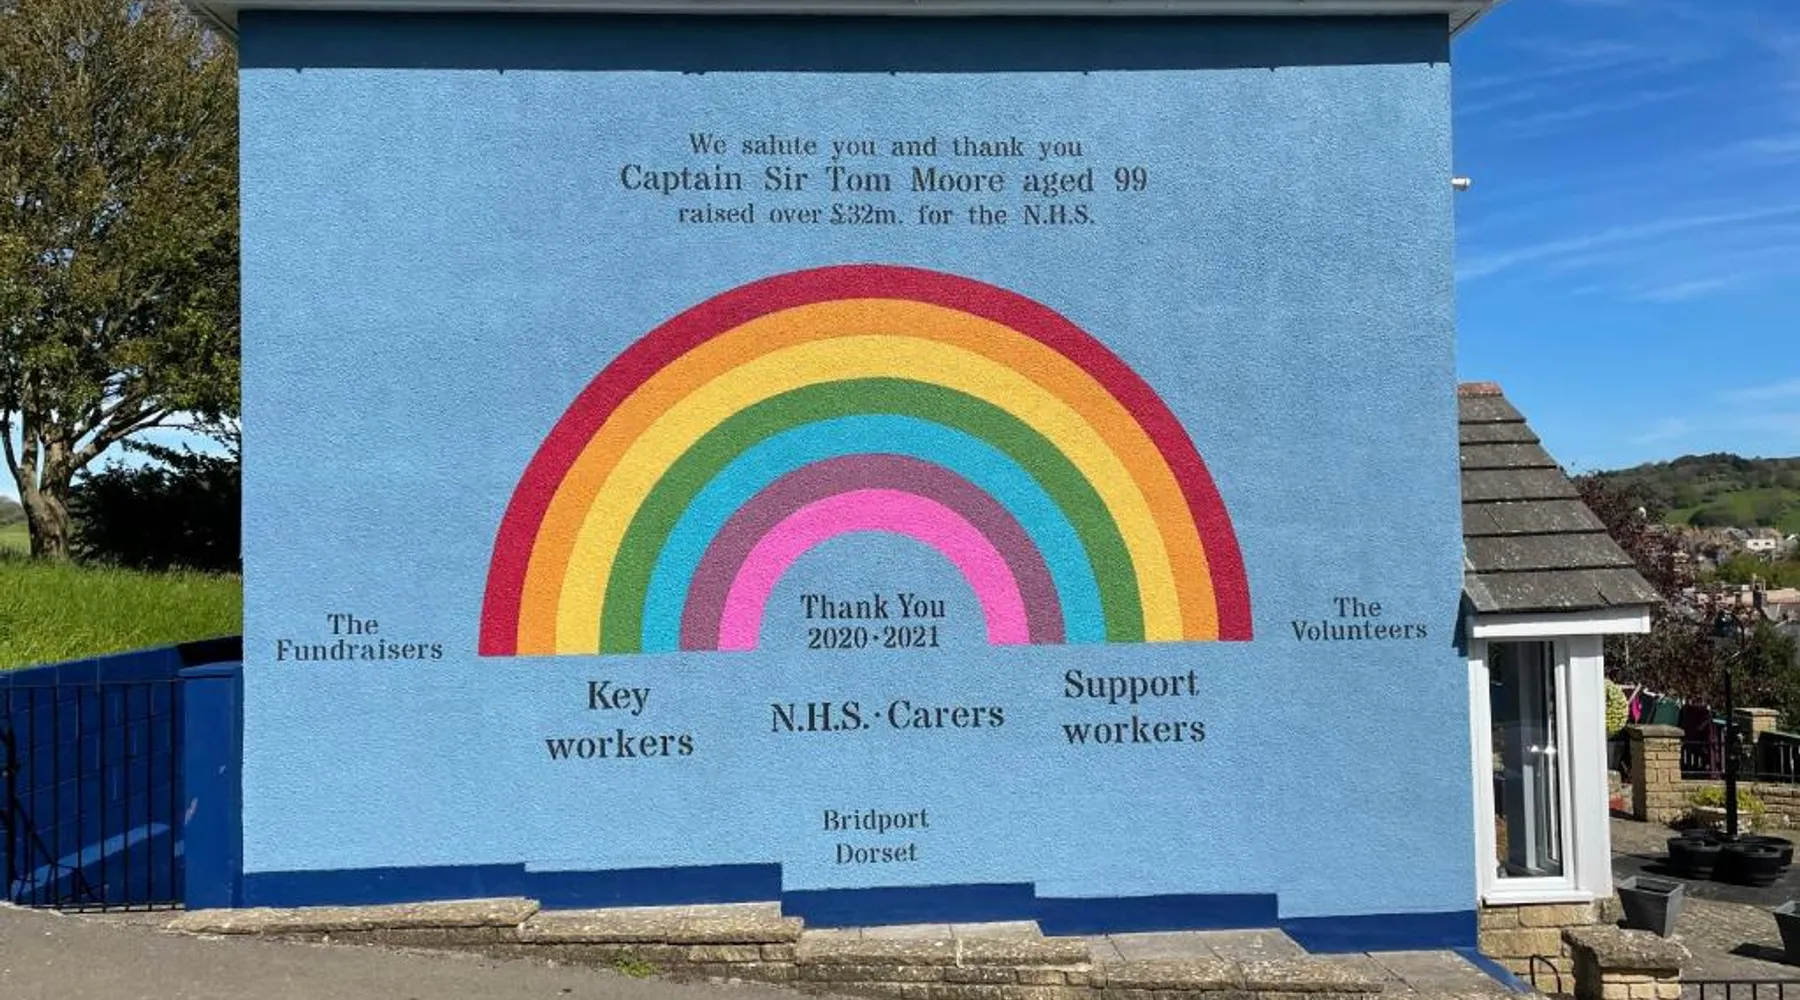 We salute you and thank you
Captain Sir Tom Moore aged 99
raised over £32m. for the N.H.S.
Thank You
2020·2021
The
Fundraisers
The
Volunteers
Key
workers
N.H.S.·Carers
Support
workers
Bridport
Dorset